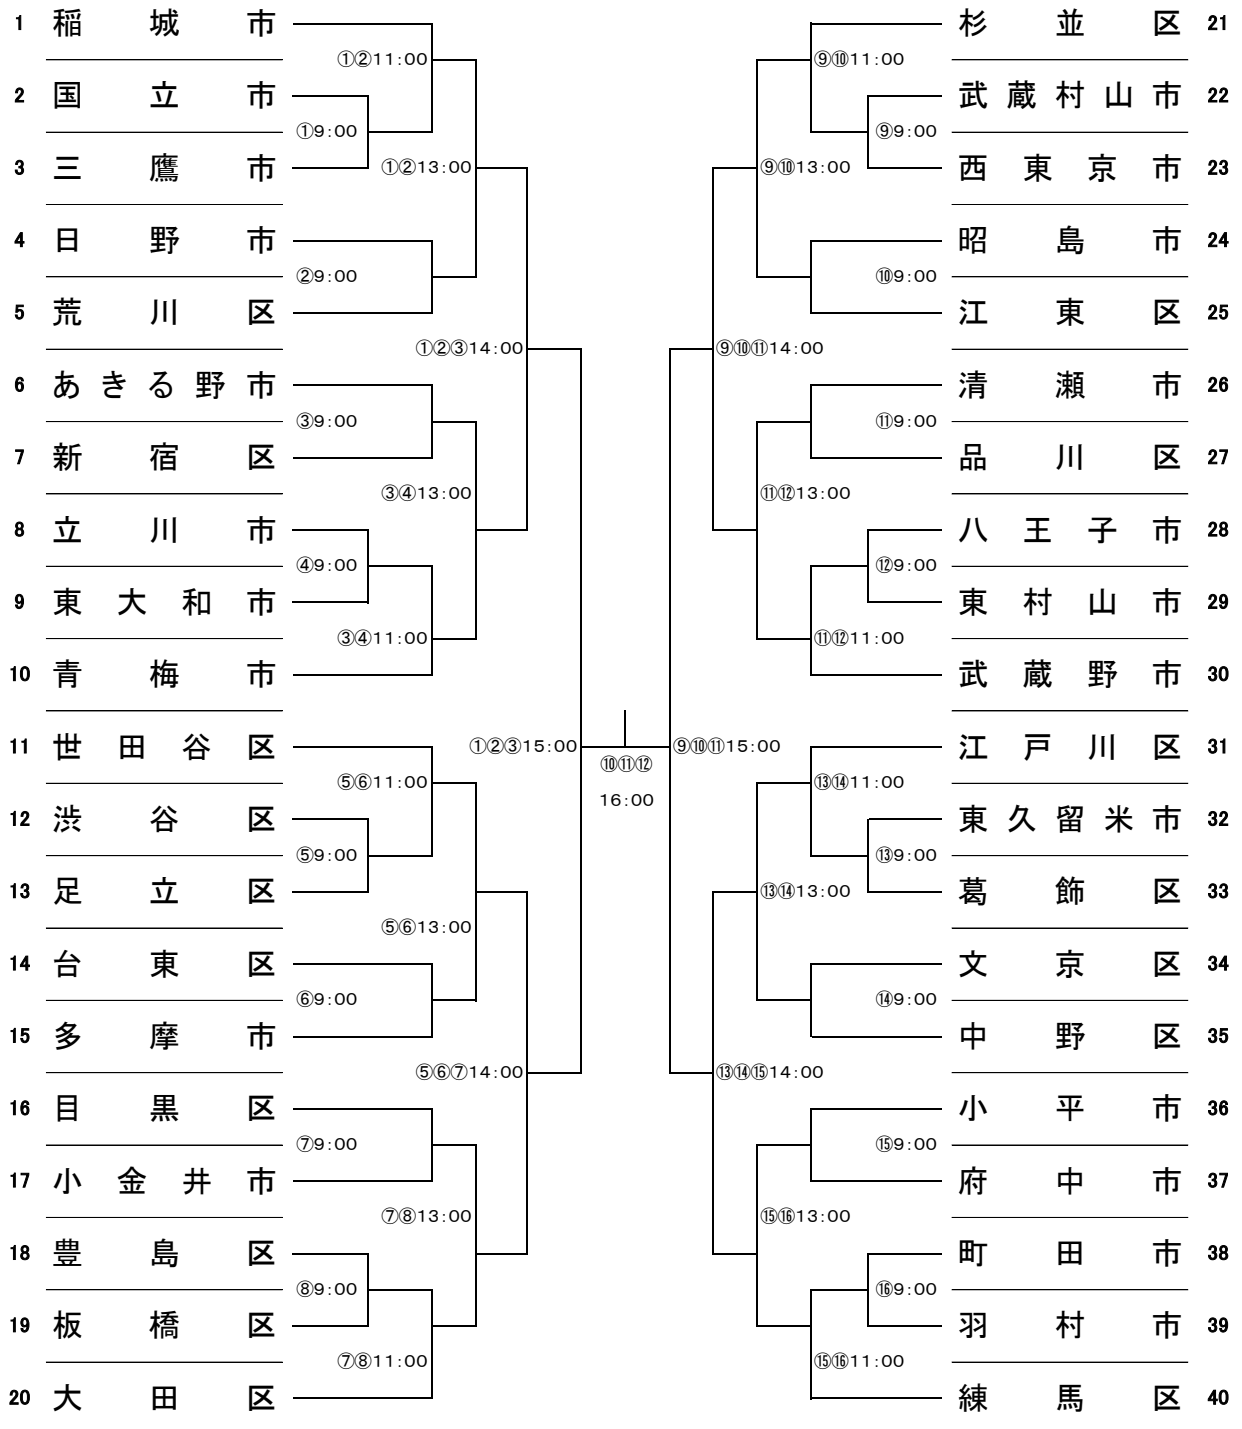 1 稲城市 杉並区 21
①②11:00 ⑨⑩11:00
2 国立市 武蔵村山市 22
①9:00 ⑨9:00
3 三鷹市 ①②13:00 ⑨⑩13:00 西東京市 23
4 日野市 昭島市 24
②9:00 ⑩9:00
5 荒川区 江東区 25
①②③14:00 ⑨⑩⑪14:00
6 あきる野市 清瀬市 26
③9:00 ⑪9:00
7 新宿区 品川区 27
③④13:00 ⑪⑫13:00
8 立川市 八王子市 28
④9:00 ⑫9:00
9 東大和市 東村山市 29
③④11:00 ⑪⑫11:00
10 青梅市 武蔵野市 30
11 世田谷区 ①②③15:00 ⑨⑩⑪15:00 江戸川区 31
⑩⑪⑫
⑤⑥11:00 ⑬⑭11:00
16:00
12 渋谷区 東久留米市 32
⑤9:00 ⑬9:00
13 足立区 ⑬⑭13:00 葛飾区 33
⑤⑥13:00
14 台東区 文京区 34
⑥9:00 ⑭9:00
15 多摩市 中野区 35
⑤⑥⑦14:00 ⑬⑭⑮14:00
16 目黒区 小平市 36
⑦9:00 ⑮9:00
17 小金井市 府中市 37
⑦⑧13:00 ⑮⑯13:00
18 豊島区 町田市 38
⑧9:00 ⑯9:00
19 板橋区 羽村市 39
⑦⑧11:00 ⑮⑯11:00
20 大田区 練馬区 40